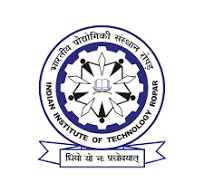 भारतीय प्रौद्योगिकी संस्थान रोपड़
INDIAN INSTITUTE OF TECHNOLOGY ROPAR
धियो यो नः प्रचोदयात्